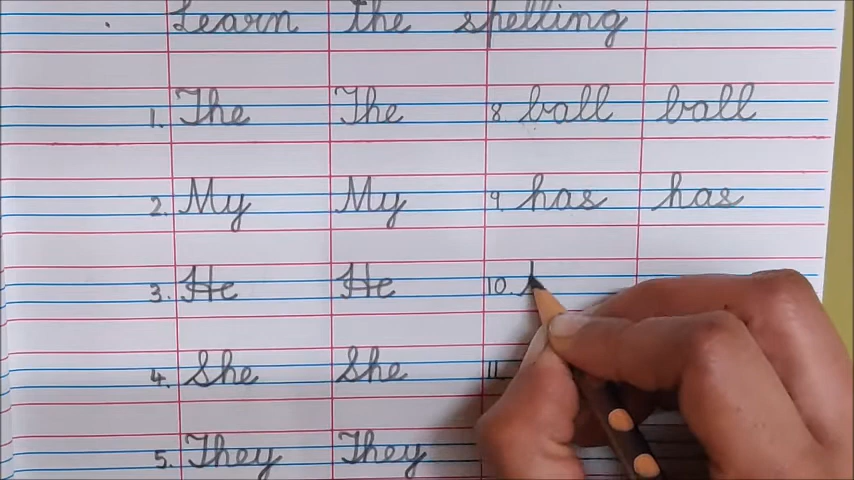 Learn the spelling
1. The The 8 ball ball
2. My My 9. has has
3. He He 10
4. She She 11
5. They They